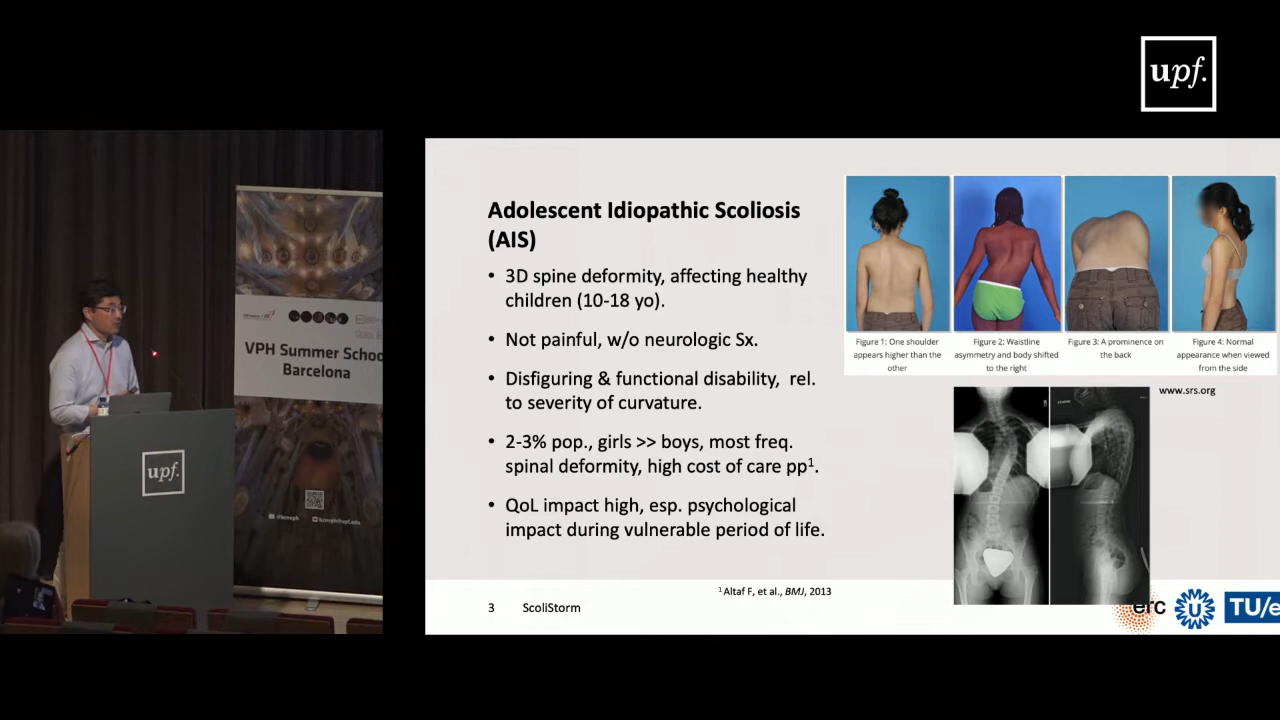 upf.
VPH Summer Schoo
Barcelona
upf.
Adolescent Idiopathic Scoliosis
(AIS)
• 3D spine deformity, affecting healthy
children (10-18 yo).
• Not painful, w/o neurologic Sx.
• Disfiguring & functional disability, rel.
to severity of curvature.
• 2-3% pop., girls >> boys, most freq.
spinal deformity, high cost of care pp¹.
• QoL impact high, esp. psychological
impact during vulnerable period of life.
Figure 1: One shoulder
appears higher than the
other
Figure 2: Waistline
asymmetry and body shifted
to the right
Figure 3: A prominence on
the back
Figure 4: Normal
appearance when viewed
from the side
www.srs.org
¹ Altaf F, et al., BMJ, 2013
3 ScoliStorm
erc
U
TU/e